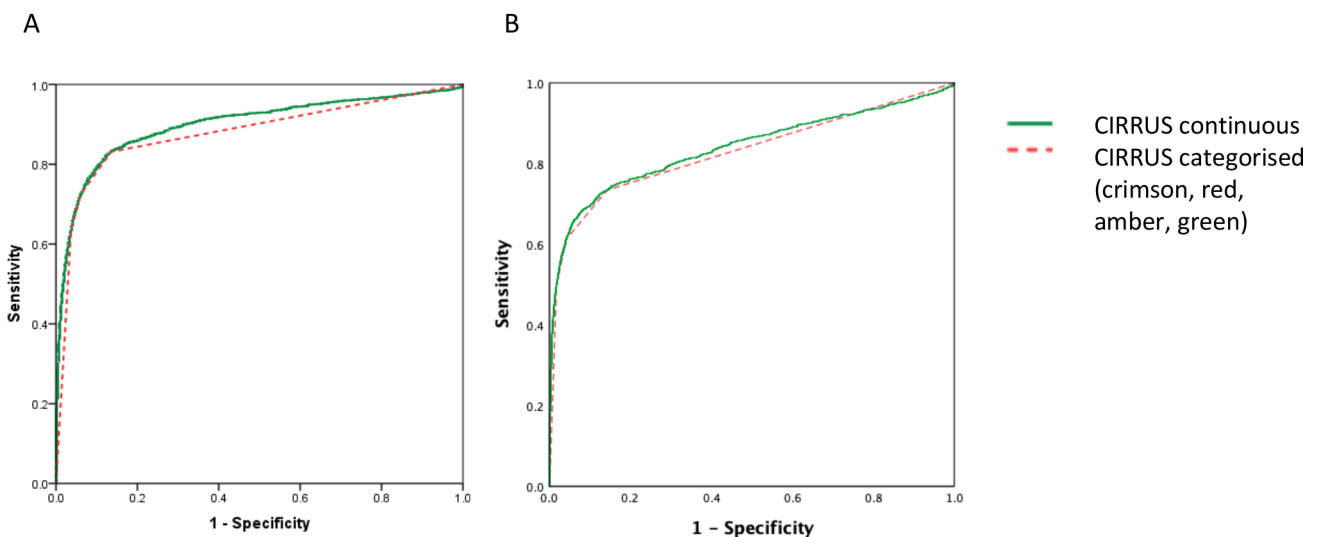 A
B
1.0
0.8
0.6
0.4
0.2
0.0
Sensitivity
0.0 0.2 0.4 0.6 0.8 1.0
1 - Specificity
1.0
0.8
0.6
0.4
0.2
0.0
Sensitivity
0.0 0.2 0.4 0.6 0.8 1.0
1 – Specificity
CIRRUS continuous
CIRRUS categorised
(crimson, red,
amber, green)